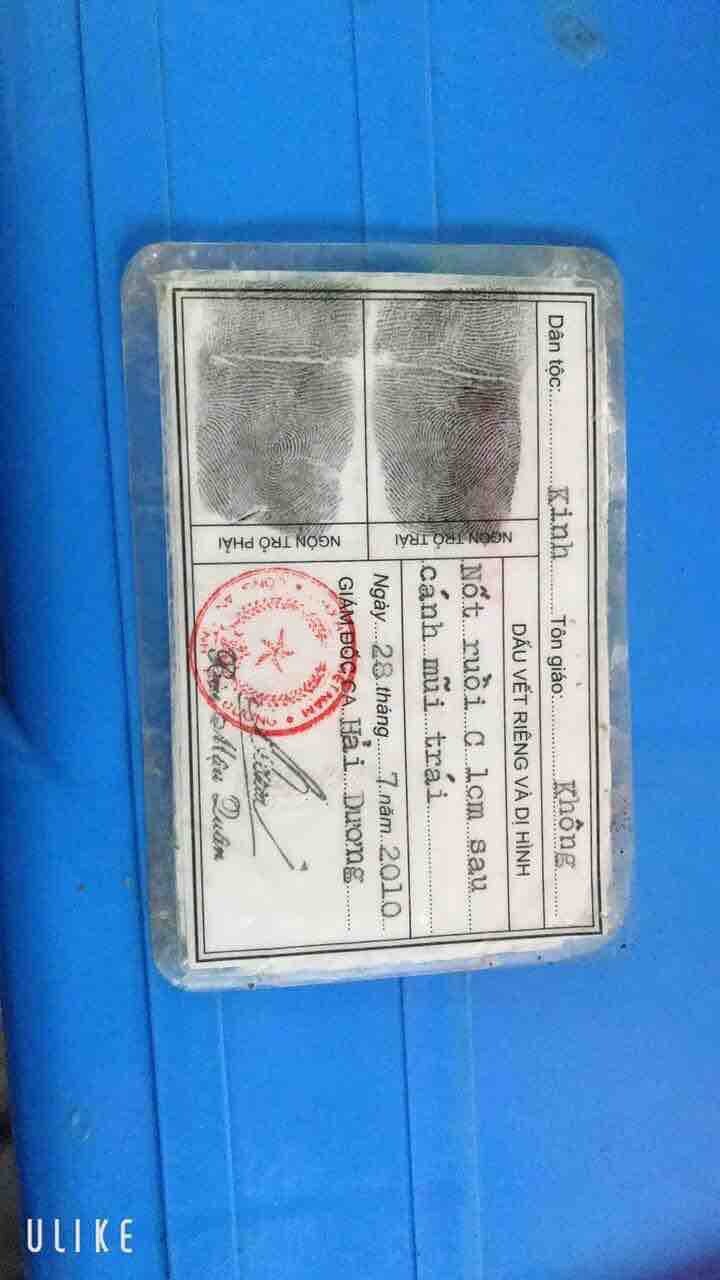 Dân tộc: Kinh Tôn giáo: Không
DẤU VẾT RIÊNG VÀ DỊ HÌNH
Nốt ruồi C 1cm sau
cánh mũi trái
Ngày 28 tháng 7 năm 2010
GIÁM ĐỐC CA Hải Dương
NGÓN TRỎ TRÁI
NGÓN TRỎ PHẢI
ULIKE